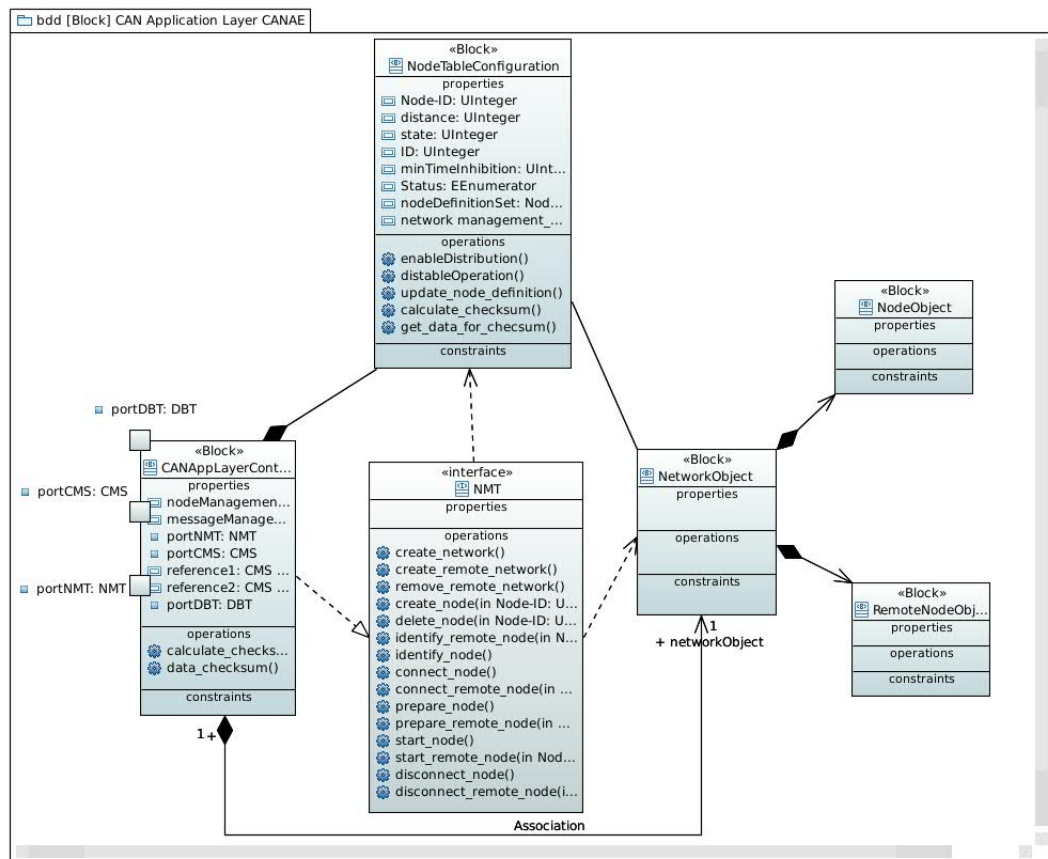 bdd [Block] CAN Application Layer CANAE
«Block»
NodeTableConfiguration
properties
Node-ID: UInteger
distance: UInteger
state: UInteger
ID: UInteger
minTimeInhibition: UInt...
Status: EEnumerator
nodeDefinitionSet: Nod...
network management_...
operations
enableDistribution()
distableOperation()
update_node_definition()
calculate_checksum()
get_data_for_checsum()
constraints
«Block»
NodeObject
properties
operations
constraints
portDBT: DBT
portCMS: CMS
portNMT: NMT
«Block»
CANAppLayerCont...
properties
nodeManagemen...
messageManage...
portNMT: NMT
portCMS: CMS
reference1: CMS ...
reference2: CMS ...
portDBT: DBT
operations
calculate_checks...
data_checksum()
constraints
«interface»
NMT
properties
operations
create_network()
create_remote_network()
remove_remote_network()
create_node(in Node-ID: U...
delete_node(in Node-ID: U...
identify_remote_node(in N...
identify_node()
connect_node()
connect_remote_node(in ...
prepare_node()
prepare_remote_node(in ...
start_node()
start_remote_node(in Nod...
disconnect_node()
disconnect_remote_node(i...
«Block»
NetworkObject
properties
operations
constraints
1
+ networkObject
«Block»
RemoteNodeObj...
properties
operations
constraints
1+
Association